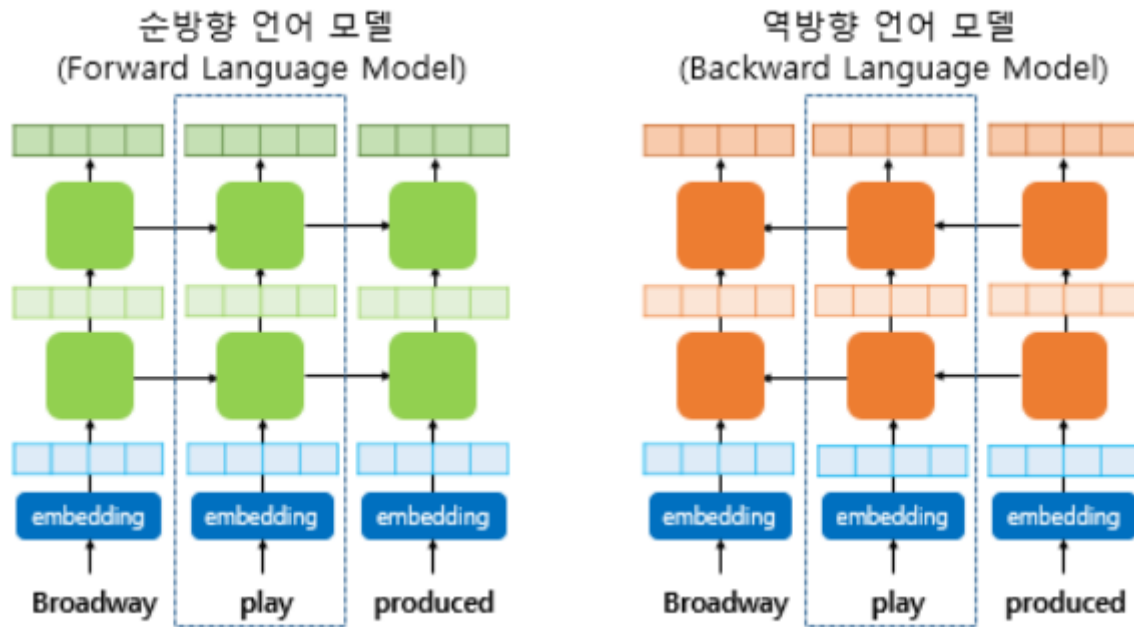 순방향 언어 모델
(Forward Language Model)
역방향 언어 모델
(Backward Language Model)
embedding
embedding
embedding
embedding
embedding
embedding
Broadway
play
produced
Broadway
play
produced